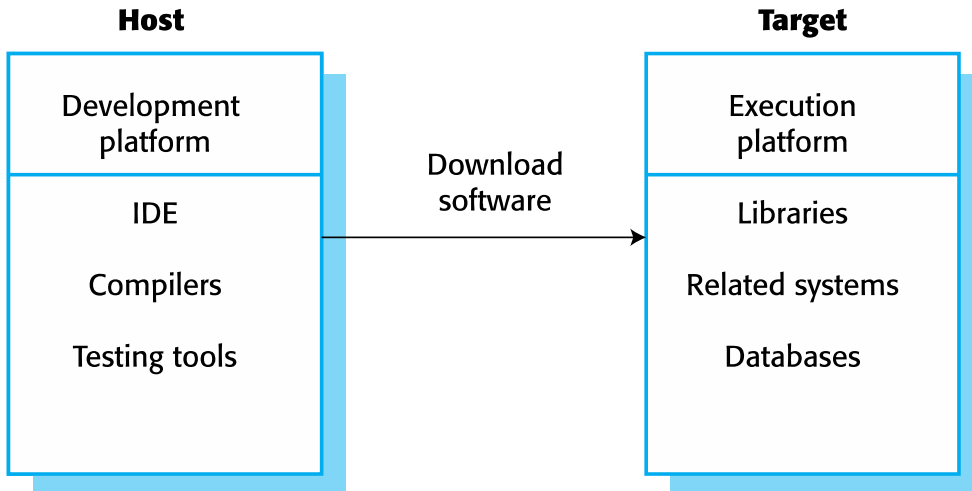 Host
Target
Development
platform
Execution
platform
Download
software
IDE
Compilers
Testing tools
Libraries
Related systems
Databases